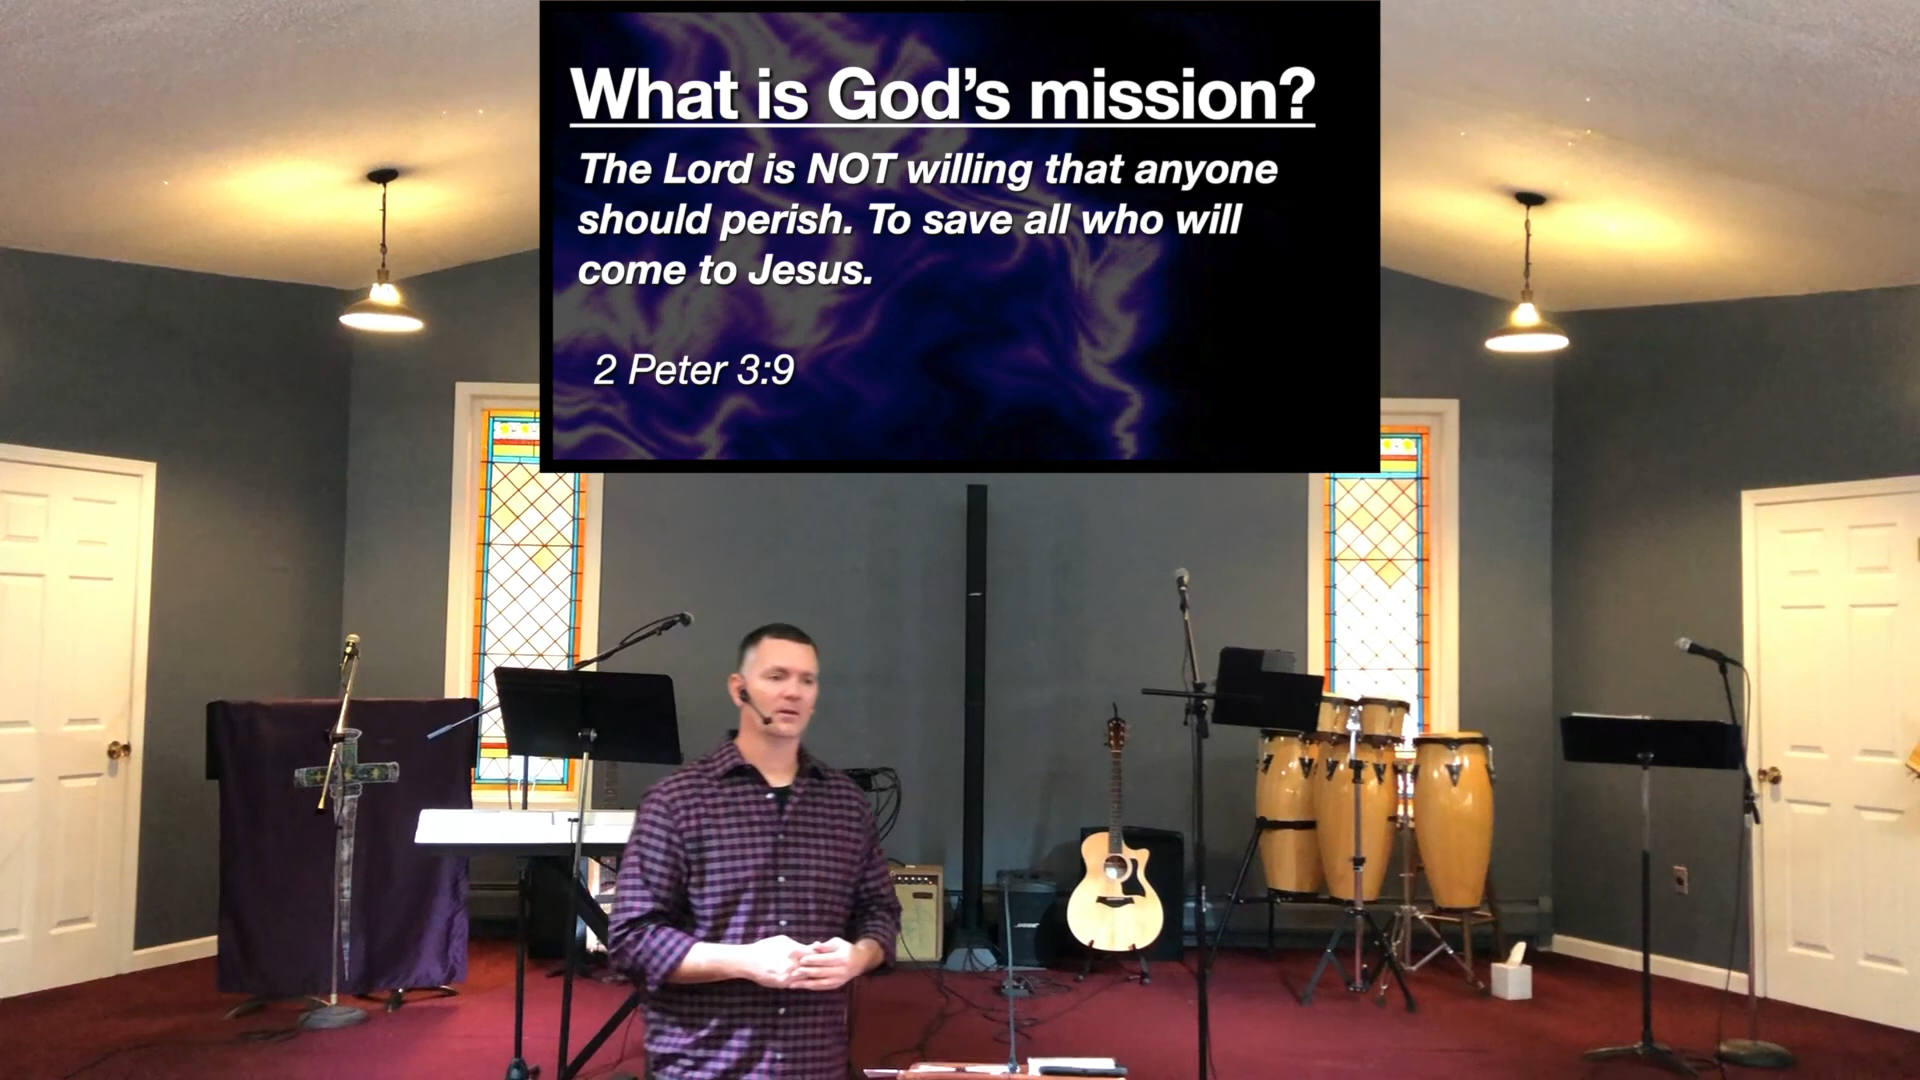 What is God’s mission?
The Lord is NOT willing that anyone
should perish. To save all who will
come to Jesus.
2 Peter 3:9
BOSE